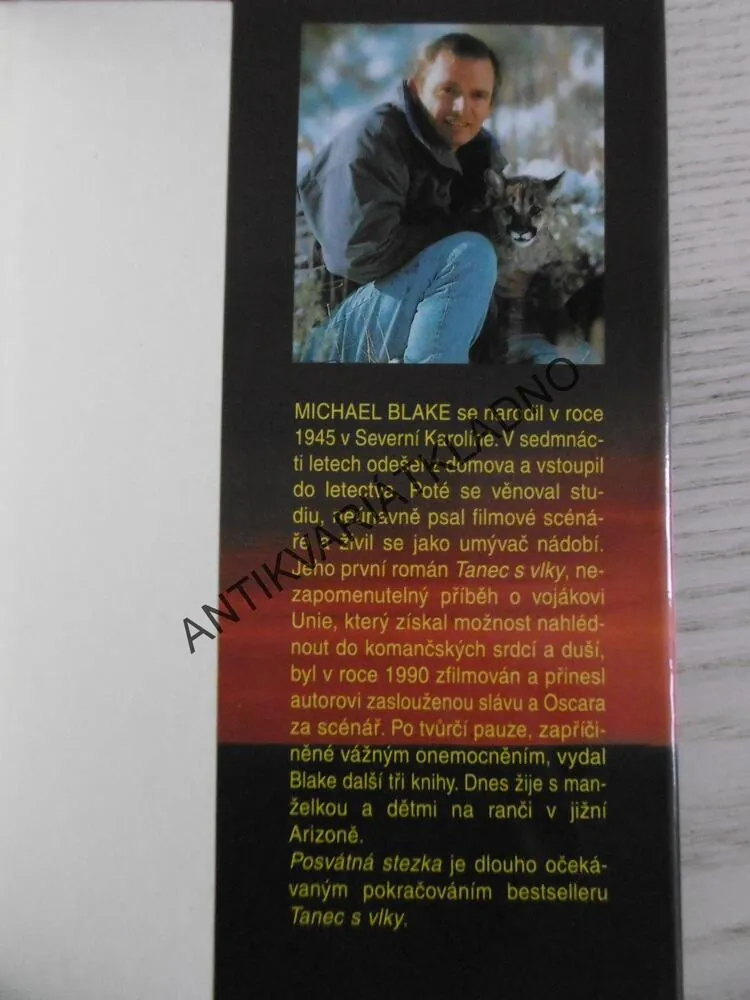 MICHAEL BLAKE se narodil v roce
1945 v Severní Karolíně. V sedmnác-
ti letech odešel z domova a vstoupil
do letectva. Poté se věnoval stu-
diu, neúnavně psal filmové scéná-
ře a živil se jako umývač nádobí.
Jeho první román Tanec s vlky, ne-
zapomenutelný příběh o vojákovi
Unie, který získal možnost nahléd-
nout do komančských srdcí a duší,
byl v roce 1990 zfilmován a přinesl
autorovi zaslouženou slávu a Oscara
za scénář. Po tvůrčí pauze, zapříči-
něné vážným onemocněním, vydal
Blake další tři knihy. Dnes žije s man-
želkou a dětmi na ranči v jižní
Arizoně.
Posvátná stezka je dlouho očeká-
vaným pokračováním bestselleru
Tanec s vlky.
ANTIKVARIÁT KLADNO